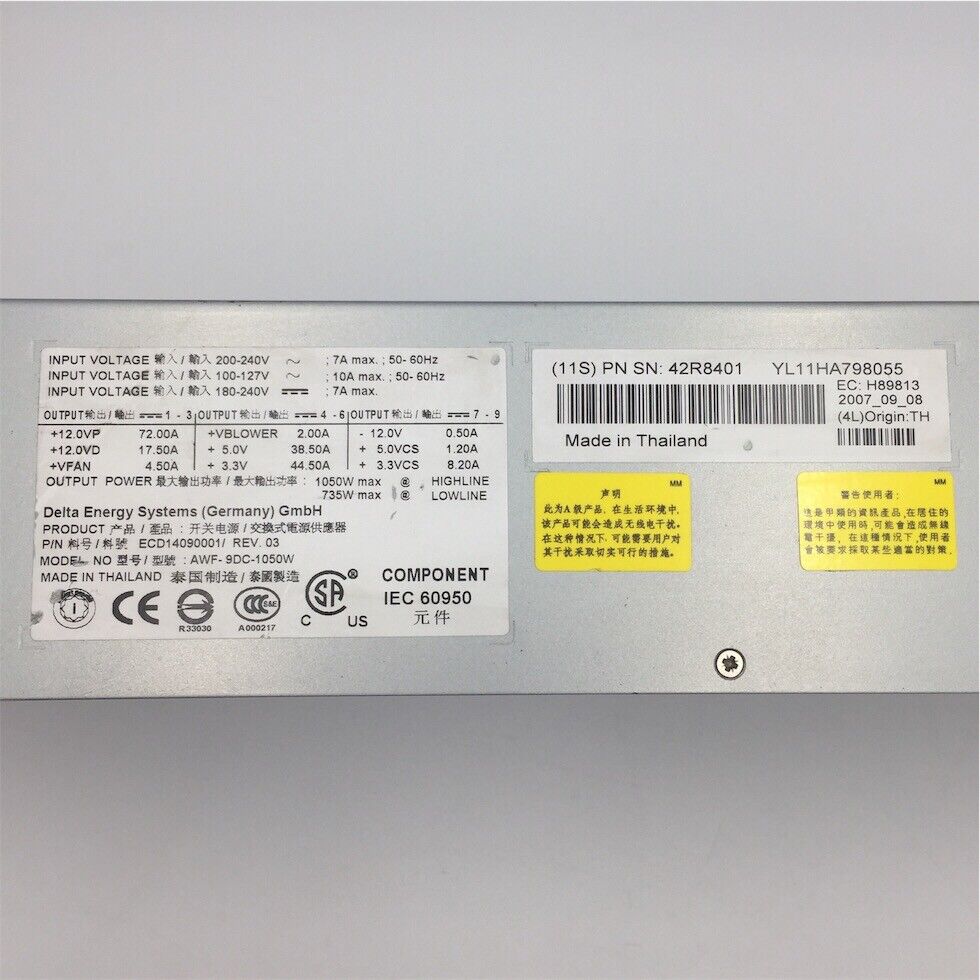 INPUT VOLTAGE 輸入 / 輸入 200-240V ~ ; 7A max. ; 50- 60Hz
INPUT VOLTAGE 輸入 / 輸入 100-127V ~ ; 10A max. ; 50- 60Hz
INPUT VOLTAGE 輸入 / 輸入 180-240V ⎓ ; 7A max.
OUTPUT 输出 / 輸出 ⎓ 1 - 3 OUTPUT 输出 / 輸出 ⎓ 4 - 6 OUTPUT 输出 / 輸出 ⎓ 7 - 9
+12.0VP 72.00A +VBLOWER 2.00A - 12.0V 0.50A
+12.0VD 17.50A + 5.0V 38.50A + 5.0VCS 1.20A
+VFAN 4.50A + 3.3V 44.50A + 3.3VCS 8.20A
OUTPUT POWER 最大输出功率 / 最大輸出功率 : 1050W max @ HIGHLINE
735W max @ LOWLINE
Delta Energy Systems (Germany) GmbH
PRODUCT 产品 / 產品 : 开关电源 / 交換式電源供應器
P/N 料号 / 料號 ECD14090001/ REV. 03
MODEL NO 型号 / 型號 : AWF- 9DC-1050W
MADE IN THAILAND 泰国制造 / 泰國製造
CE
R33030
CCC S&E
A000217
SA ®
C US
COMPONENT
IEC 60950
元件
(11S) PN SN: 42R8401 YL11HA798055
EC: H89813
2007_09_08
(4L)Origin:TH
Made in Thailand
MM
声明
此为A级产品, 在生活环境中,
该产品可能会造成无线电干扰。
在这种情况下, 可能需要用户对
其干扰采取切实可行的措施。
MM
警告使用者:
這是甲類的資訊產品, 在居住的
環境中使用時, 可能會造成無線
電干擾, 在這種情況下, 使用者
會被要求採取某些適當的對策.